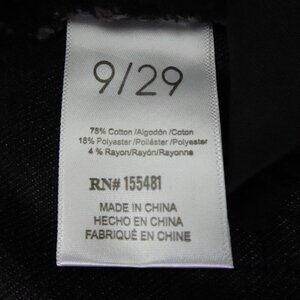 9/29
78% Cotton /Algodón /Coton
18% Polyester/Poliéster /Polyester
4 % Rayon/Rayón/Rayonne
RN# 155481
MADE IN CHINA
HECHO EN CHINA
FABRIQUÉ EN CHINE